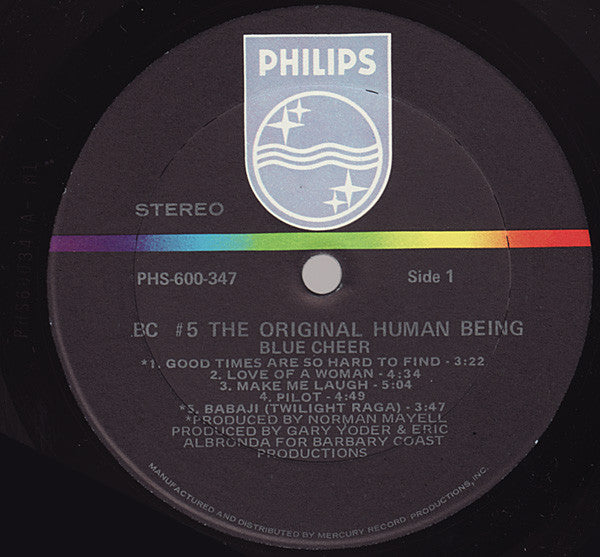 PHILIPS
STEREO
PHS-600-347
Side 1
BC #5 THE ORIGINAL HUMAN BEING
BLUE CHEER
*1. GOOD TIMES ARE SO HARD TO FIND - 3:22
2. LOVE OF A WOMAN - 4:34
3. MAKE ME LAUGH - 5:04
4. PILOT - 4:49
*5. BABAJI (TWILIGHT RAGA) - 3:47
*PRODUCED BY NORMAN MAYELL
PRODUCED BY GARY YODER & ERIC
ALBRONDA FOR BARBARY COAST
PRODUCTIONS
MANUFACTURED AND DISTRIBUTED BY MERCURY RECORD PRODUCTIONS, INC.